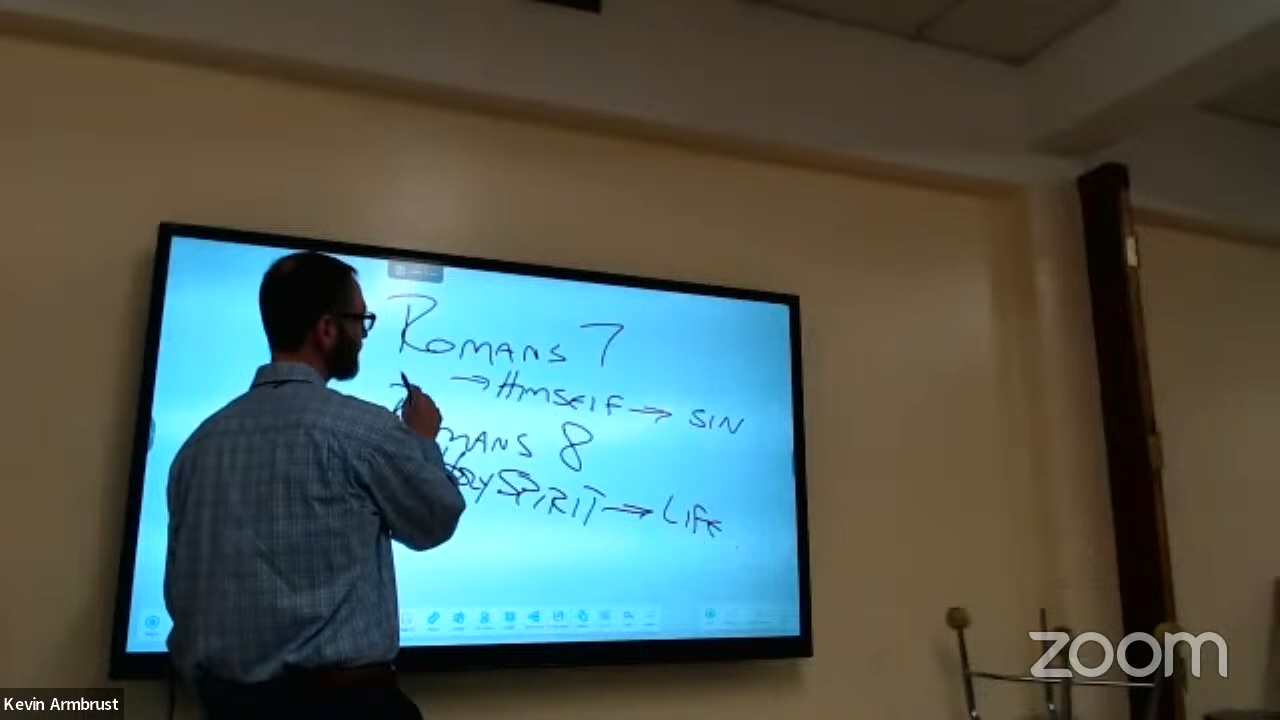 ROMANS 7
→ HIMSELF → SIN
MANS 8
SPIRIT → LIFE
zoom
Kevin Armbrust